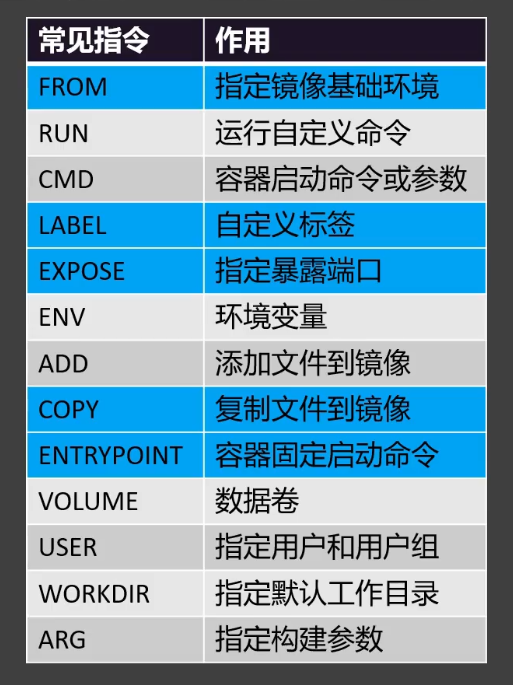 常见指令 作用
FROM 指定镜像基础环境
RUN 运行自定义命令
CMD 容器启动命令或参数
LABEL 自定义标签
EXPOSE 指定暴露端口
ENV 环境变量
ADD 添加文件到镜像
COPY 复制文件到镜像
ENTRYPOINT 容器固定启动命令
VOLUME 数据卷
USER 指定用户和用户组
WORKDIR 指定默认工作目录
ARG 指定构建参数